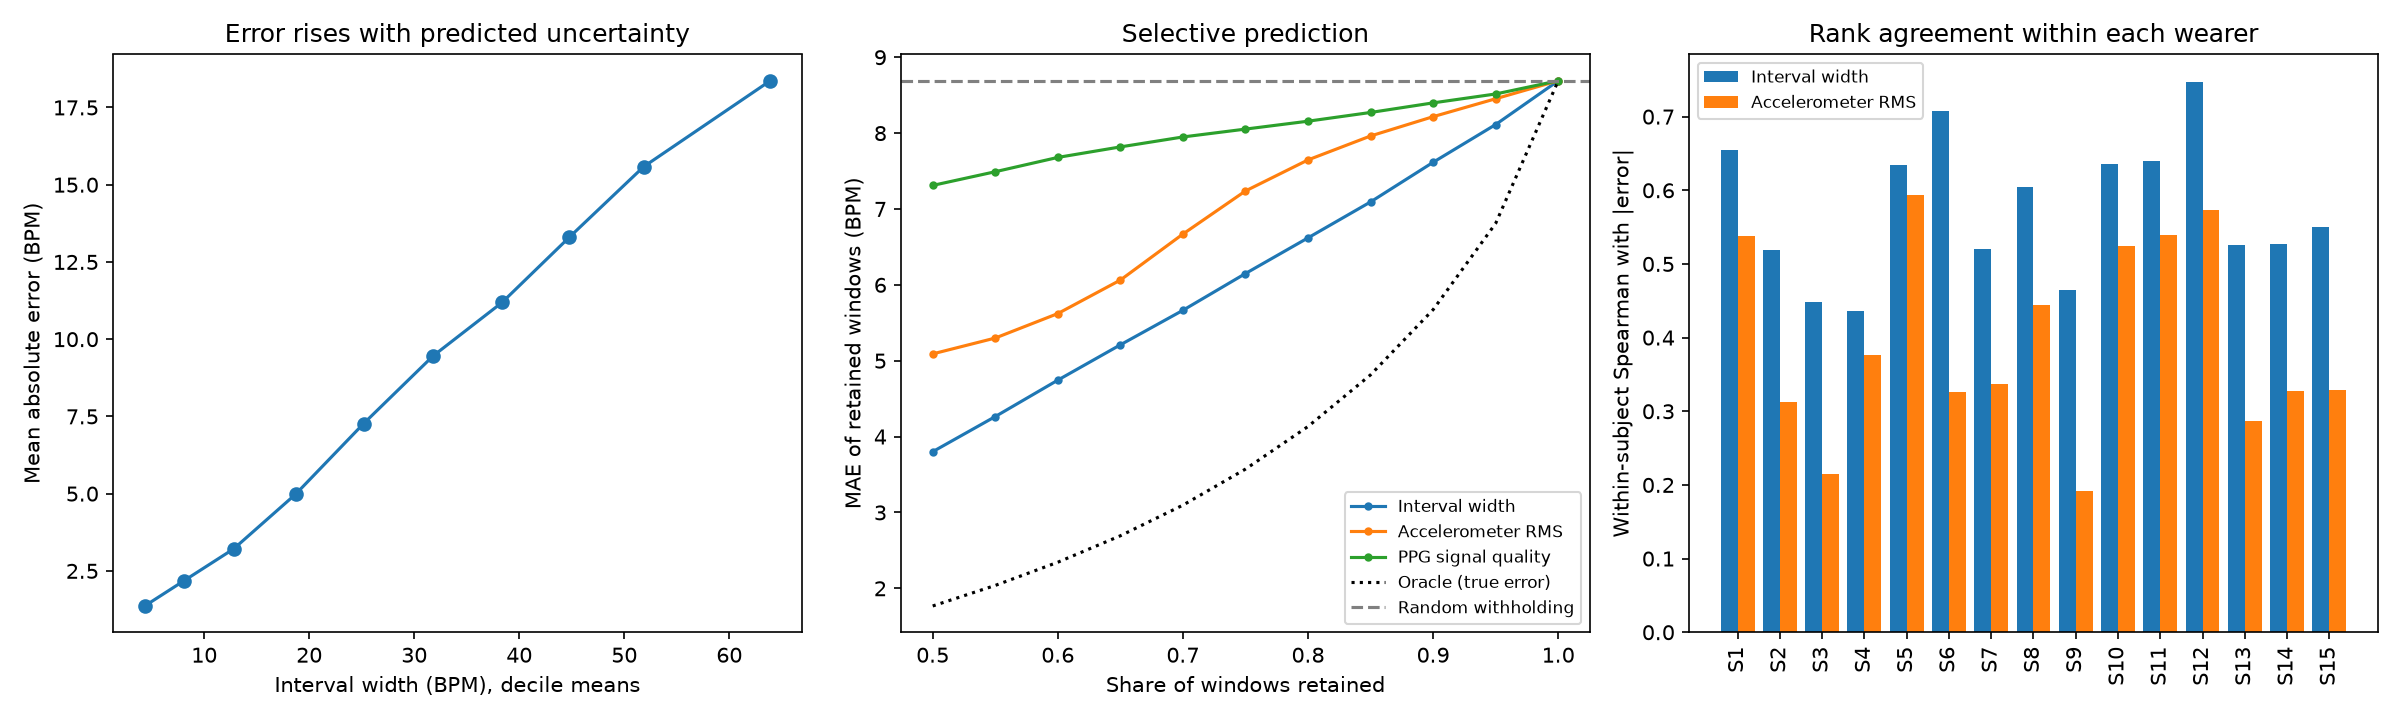 Error rises with predicted uncertainty
Mean absolute error (BPM)
17.5
15.0
12.5
10.0
7.5
5.0
2.5
10 20 30 40 50 60
Interval width (BPM), decile means
Selective prediction
MAE of retained windows (BPM)
9
8
7
6
5
4
3
2
Interval width
Accelerometer RMS
PPG signal quality
Oracle (true error)
Random withholding
0.5 0.6 0.7 0.8 0.9 1.0
Share of windows retained
Rank agreement within each wearer
Within-subject Spearman with |error|
Interval width
Accelerometer RMS
0.7
0.6
0.5
0.4
0.3
0.2
0.1
0.0
S1 S2 S3 S4 S5 S6 S7 S8 S9 S10 S11 S12 S13 S14 S15